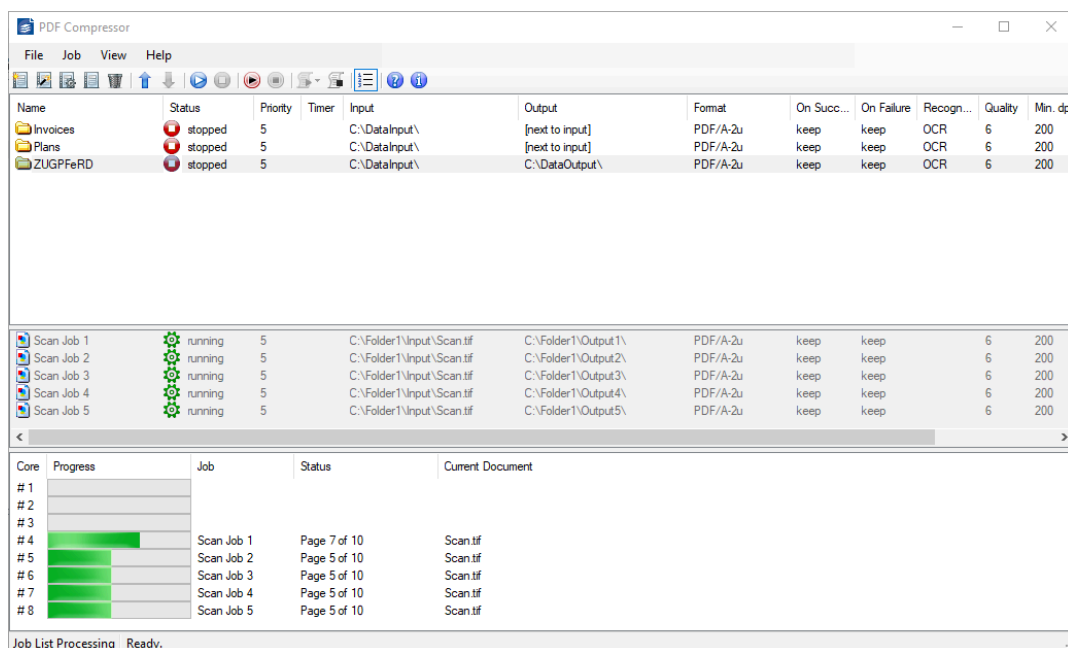 PDF Compressor
File Job View Help
Name Status Priority Timer Input Output Format On Succ... On Failure Recogn... Quality Min. dp
Invoices stopped 5 C:\DataInput\ [next to input] PDF/A-2u keep keep OCR 6 200
Plans stopped 5 C:\DataInput\ [next to input] PDF/A-2u keep keep OCR 6 200
ZUGPFeRD stopped 5 C:\DataInput\ C:\DataOutput\ PDF/A-2u keep keep OCR 6 200
Scan Job 1 running 5 C:\Folder1\Input\Scan.tif C:\Folder1\Output1\ PDF/A-2u keep keep 6 200
Scan Job 2 running 5 C:\Folder1\Input\Scan.tif C:\Folder1\Output2\ PDF/A-2u keep keep 6 200
Scan Job 3 running 5 C:\Folder1\Input\Scan.tif C:\Folder1\Output3\ PDF/A-2u keep keep 6 200
Scan Job 4 running 5 C:\Folder1\Input\Scan.tif C:\Folder1\Output4\ PDF/A-2u keep keep 6 200
Scan Job 5 running 5 C:\Folder1\Input\Scan.tif C:\Folder1\Output5\ PDF/A-2u keep keep 6 200
Core Progress Job Status Current Document
# 1
# 2
# 3
# 4 Scan Job 1 Page 7 of 10 Scan.tif
# 5 Scan Job 2 Page 5 of 10 Scan.tif
# 6 Scan Job 3 Page 5 of 10 Scan.tif
# 7 Scan Job 4 Page 5 of 10 Scan.tif
# 8 Scan Job 5 Page 5 of 10 Scan.tif
Job List Processing Ready.